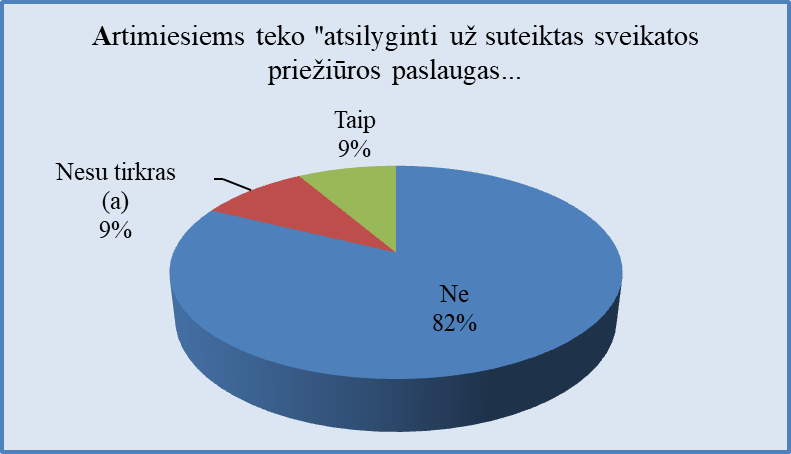 Artimiesiems teko "atsilyginti už suteiktas sveikatos
priežiūros paslaugas...
Taip
9%
Nesu tirkras
(a)
9%
Ne
82%